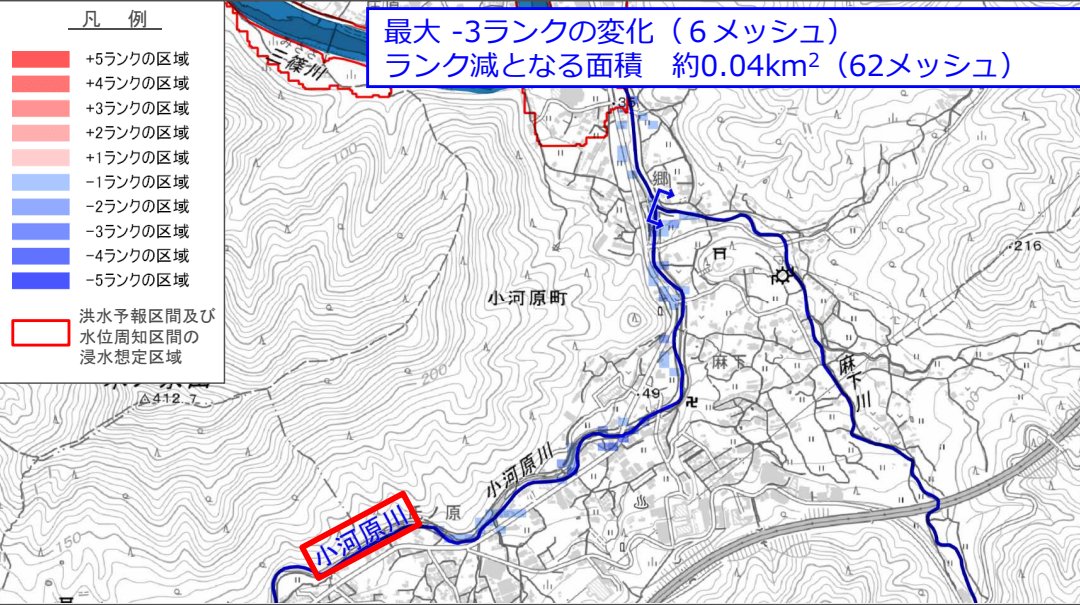 凡　例
+5ランクの区域
+4ランクの区域
+3ランクの区域
+2ランクの区域
+1ランクの区域
-1ランクの区域
-2ランクの区域
-3ランクの区域
-4ランクの区域
-5ランクの区域
洪水予報区間及び
水位周知区間の
浸水想定区域
最大 -3ランクの変化（６メッシュ）
ランク減となる面積　約0.04km²（62メッシュ）
三篠川
郷
216
小河原町
麻下
麻下川
200
100
412.7
49
小河原川
ノ原
小河原川
150